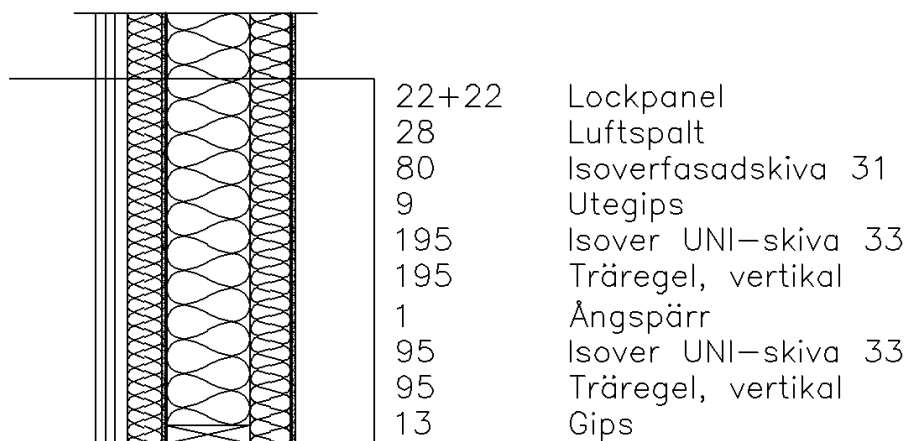 22+22 Lockpanel
28 Luftspalt
80 Isoverfasadskiva 31
9 Utegips
195 Isover UNI-skiva 33
195 Träregel, vertikal
1 Ångspärr
95 Isover UNI-skiva 33
95 Träregel, vertikal
13 Gips